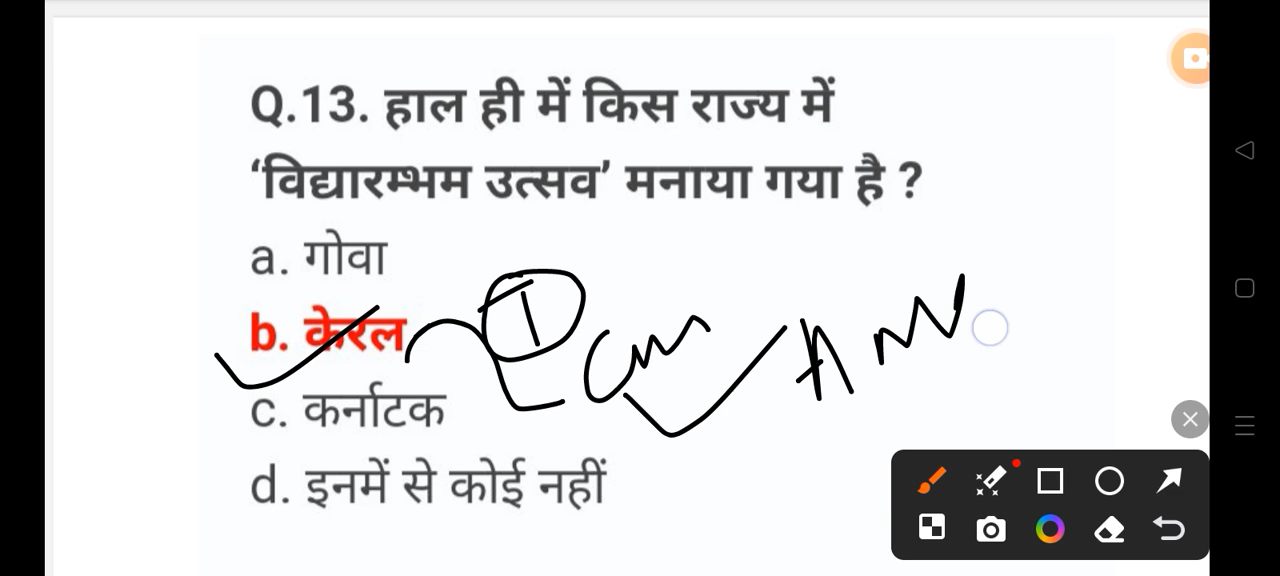 Q.13. हाल ही में किस राज्य में
‘विद्यारम्भम उत्सव’ मनाया गया है ?
a. गोवा
b. केरल
c. कर्नाटक
d. इनमें से कोई नहीं